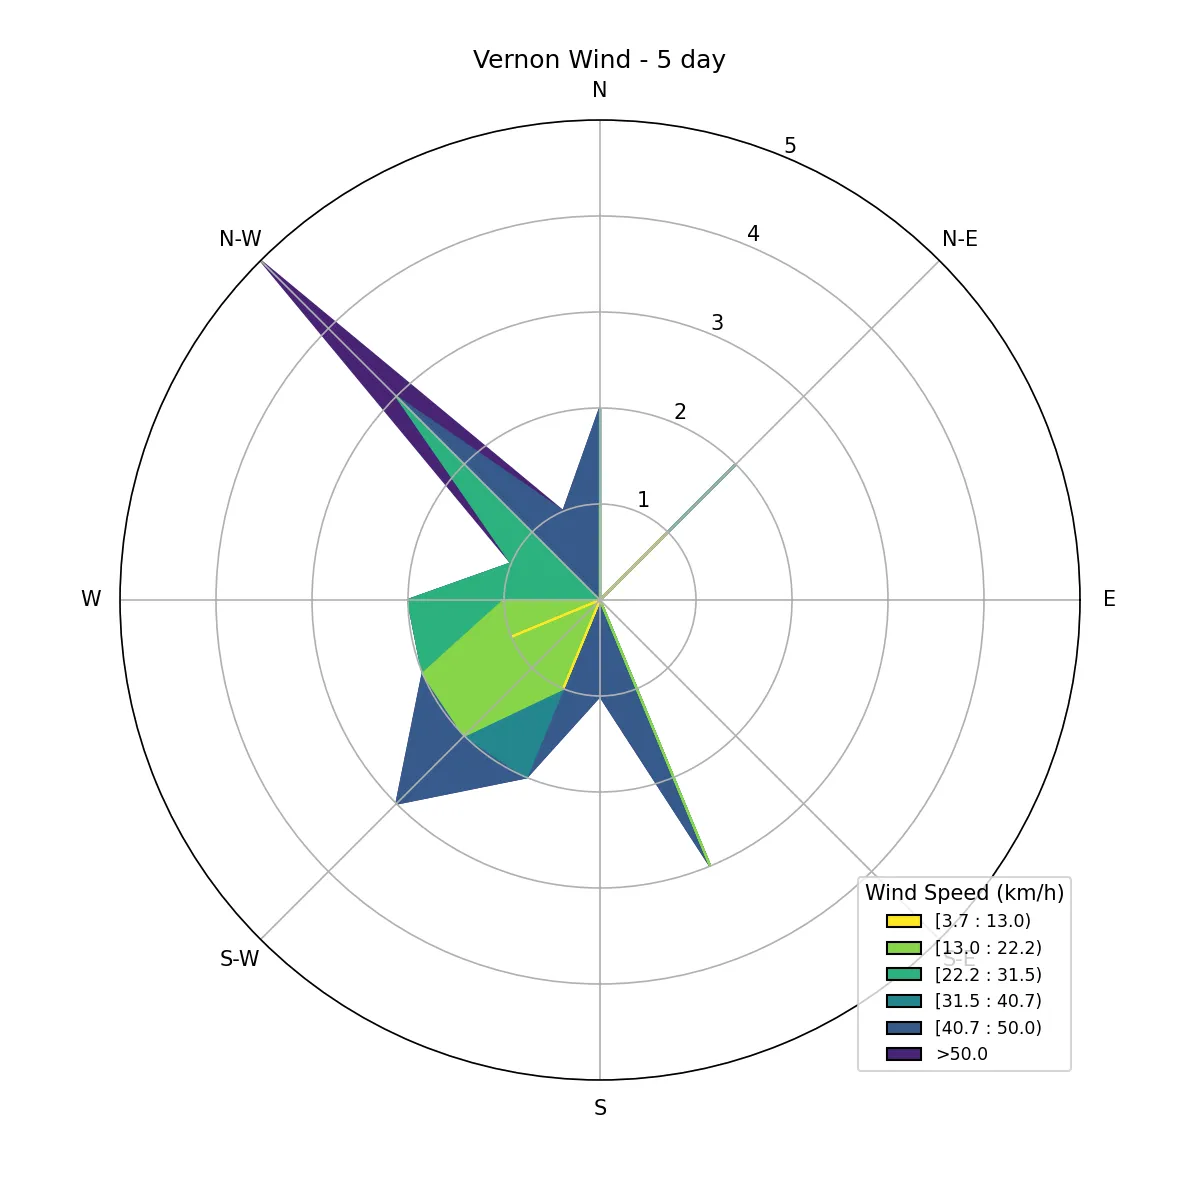 Vernon Wind - 5 day
N
5
N-W
4
N-E
3
2
1
W
E
Wind Speed (km/h)
[3.7 : 13.0)
[13.0 : 22.2)
S-W
S-E
[22.2 : 31.5)
[31.5 : 40.7)
[40.7 : 50.0)
>50.0
S